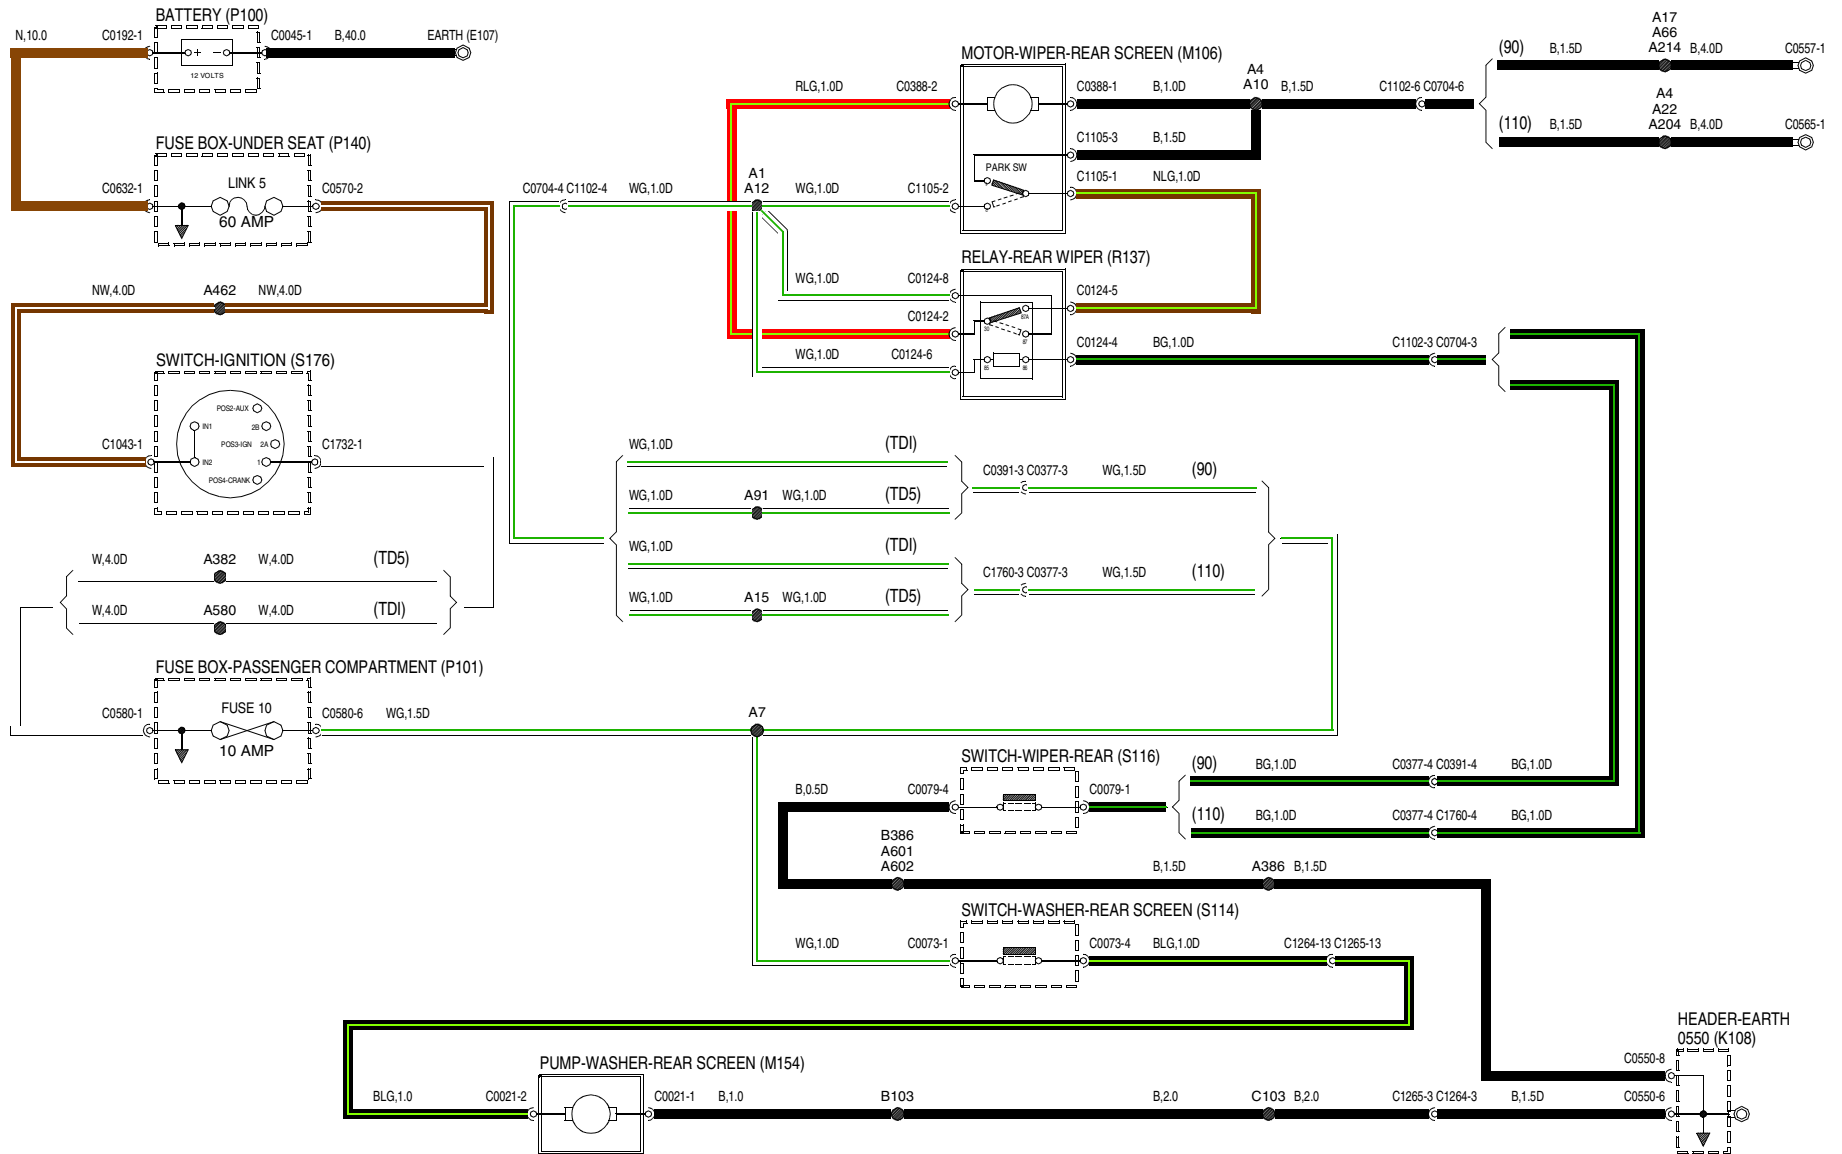 BATTERY (P100)
N,10.0 C0192-1 C0045-1 B,40.0 EARTH (E107)
+ −
12 VOLTS
FUSE BOX-UNDER SEAT (P140)
LINK 5
C0632-1 C0570-2
60 AMP
NW,4.0D A462 NW,4.0D
SWITCH-IGNITION (S176)
POS2-AUX
IN1 2B
POS3-IGN 2A
C1043-1 C1732-1
IN2 1
POS4-CRANK
W,4.0D A382 W,4.0D (TD5)
W,4.0D A580 W,4.0D (TDI)
FUSE BOX-PASSENGER COMPARTMENT (P101)
FUSE 10
C0580-1 C0580-6 WG,1.5D
10 AMP
A7
MOTOR-WIPER-REAR SCREEN (M106)
RLG,1.0D C0388-2 C0388-1 B,1.0D
A4
A10
B,1.5D C1102-6 C0704-6
C1105-3 B,1.5D
PARK SW
C1105-1 NLG,1.0D
C0704-4 C1102-4 WG,1.0D
A1
A12
WG,1.0D C1105-2
(90) B,1.5D
A17
A66
A214
B,4.0D C0557-1
(110) B,1.5D
A4
A22
A204
B,4.0D C0565-1
RELAY-REAR WIPER (R137)
WG,1.0D C0124-8 C0124-5
C0124-2
30 87A
87
WG,1.0D C0124-6
85 86
C0124-4 BG,1.0D C1102-3 C0704-3
WG,1.0D (TDI)
WG,1.0D A91 WG,1.0D (TD5)
C0391-3 C0377-3 WG,1.5D (90)
WG,1.0D (TDI)
WG,1.0D A15 WG,1.0D (TD5)
C1760-3 C0377-3 WG,1.5D (110)
SWITCH-WIPER-REAR (S116)
B,0.5D C0079-4 C0079-1
(90) BG,1.0D C0377-4 C0391-4 BG,1.0D
(110) BG,1.0D C0377-4 C1760-4 BG,1.0D
B386
A601
A602
B,1.5D A386 B,1.5D
SWITCH-WASHER-REAR SCREEN (S114)
WG,1.0D C0073-1 C0073-4 BLG,1.0D C1264-13 C1265-13
PUMP-WASHER-REAR SCREEN (M154)
BLG,1.0 C0021-2 C0021-1 B,1.0 B103 B,2.0 C103 B,2.0 C1265-3 C1264-3 B,1.5D C0550-6
HEADER-EARTH
0550 (K108)
C0550-8